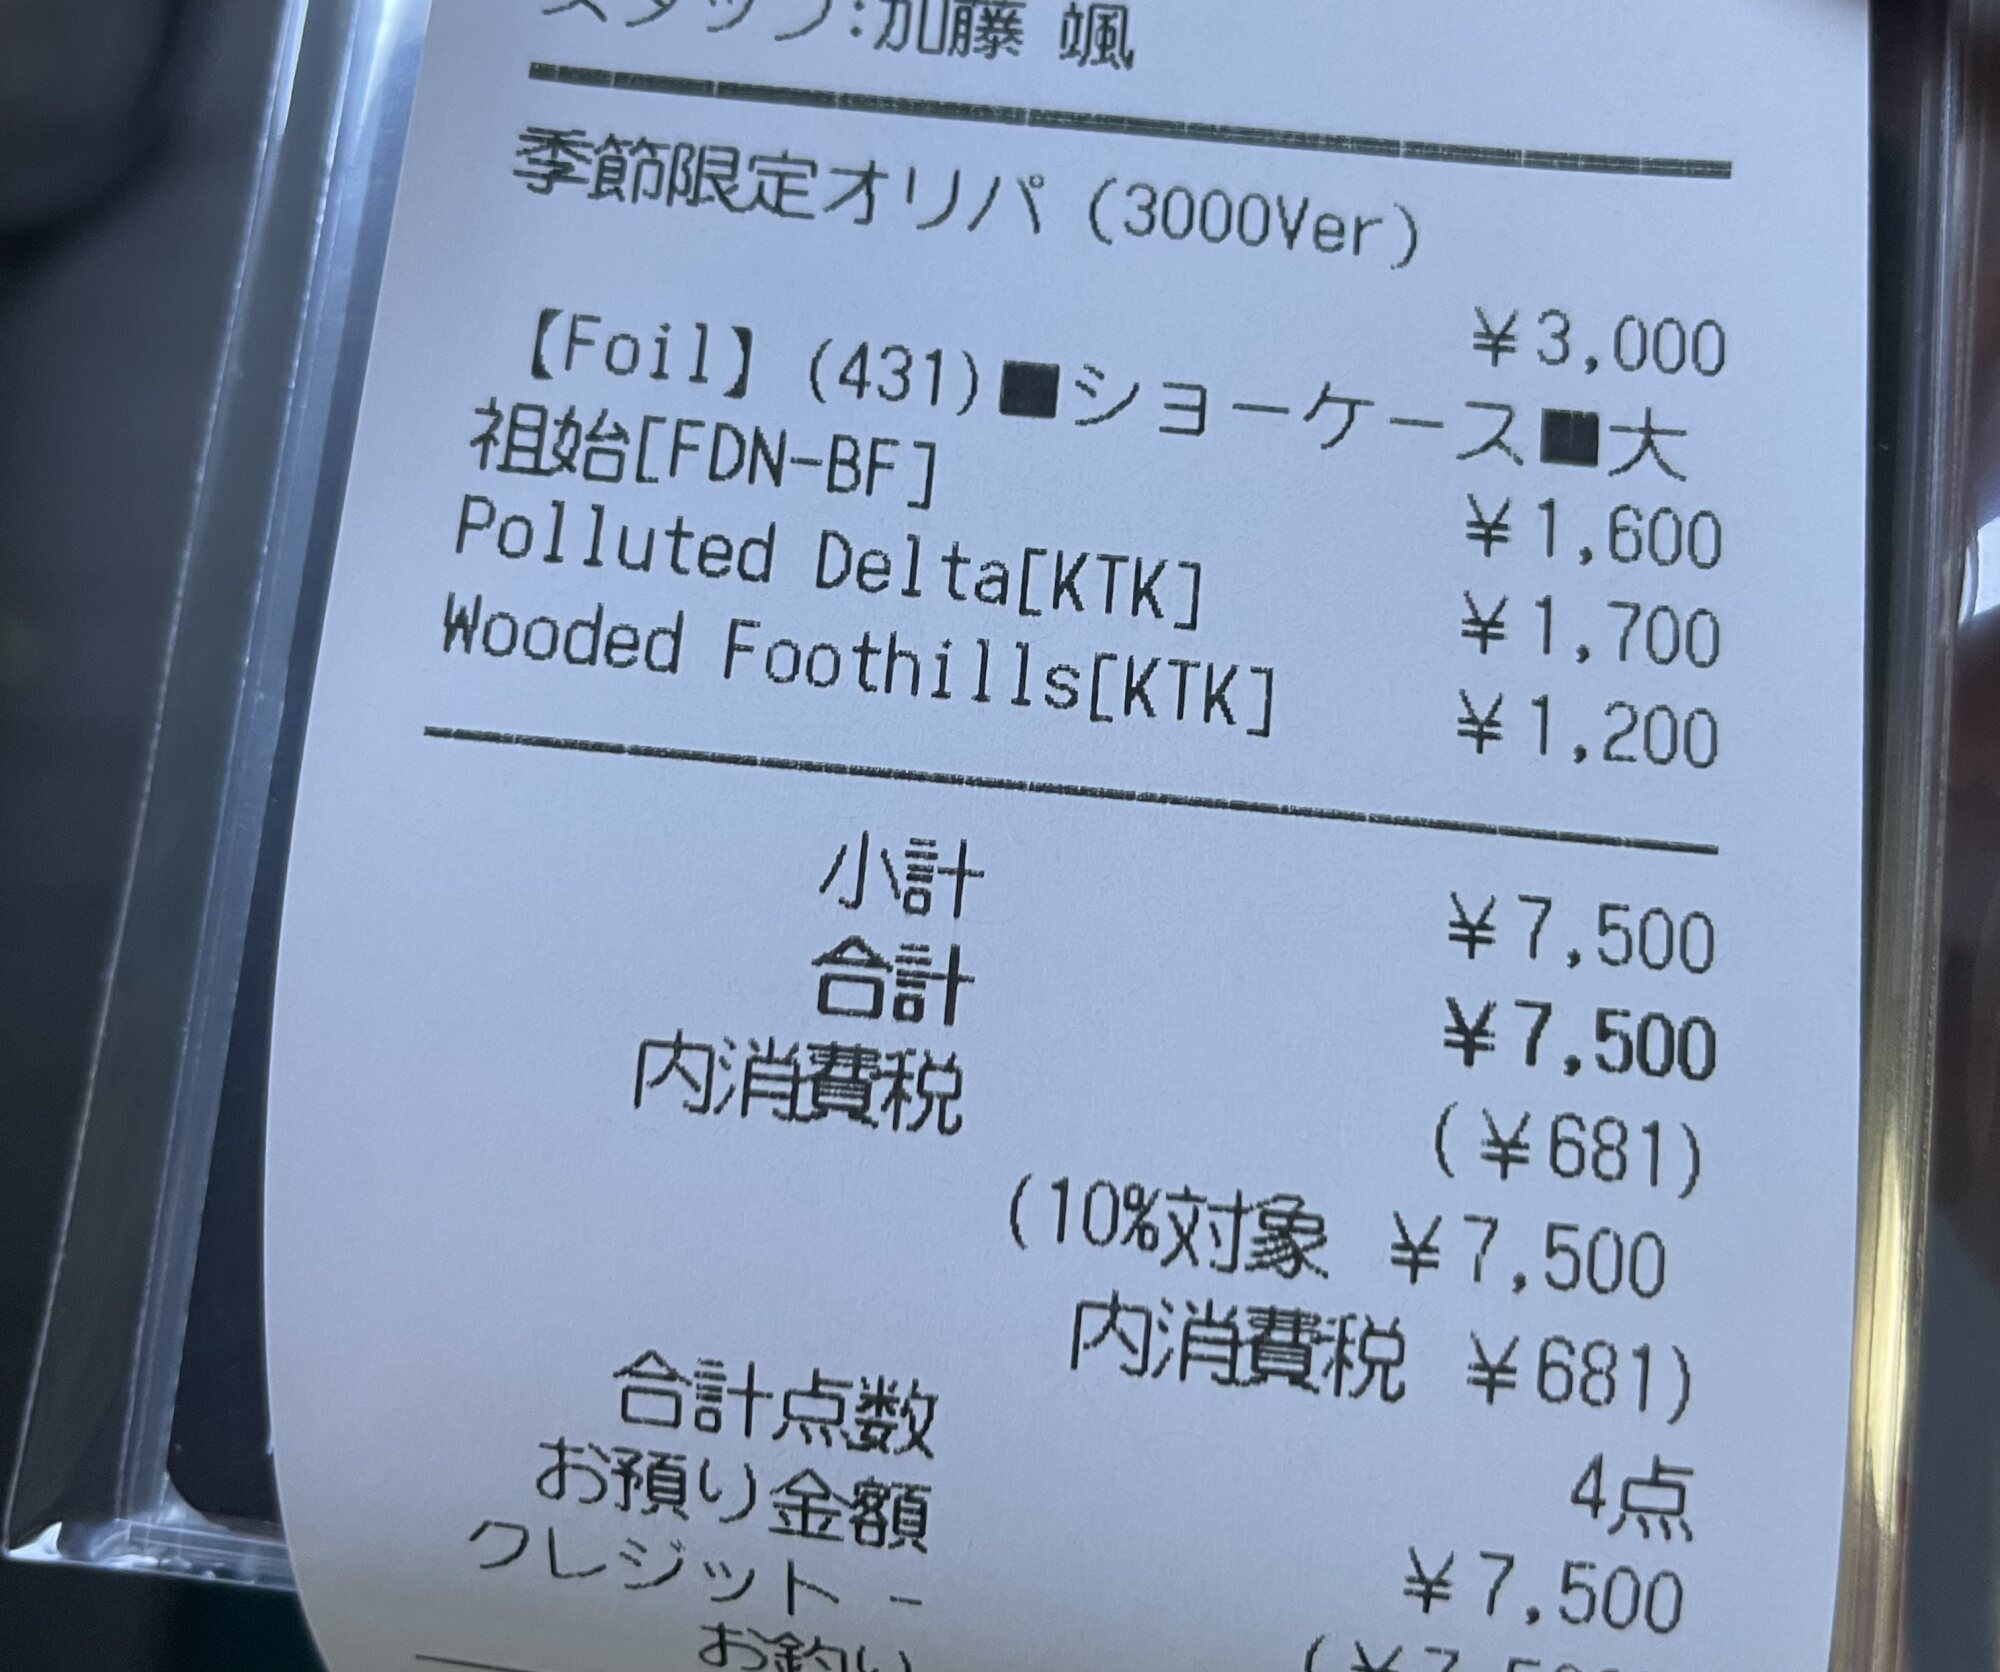 スタッフ:加藤 颯
季節限定オリパ (3000Ver)
¥3,000
【Foil】 (431)■ショーケース■大
祖始[FDN-BF] ¥1,600
Polluted Delta[KTK] ¥1,700
Wooded Foothills[KTK] ¥1,200
小計 ¥7,500
合計 ¥7,500
内消費税 (¥681)
(10%対象 ¥7,500
内消費税 ¥681)
合計点数 4点
お預り金額 ¥7,500
クレジット -
お釣り